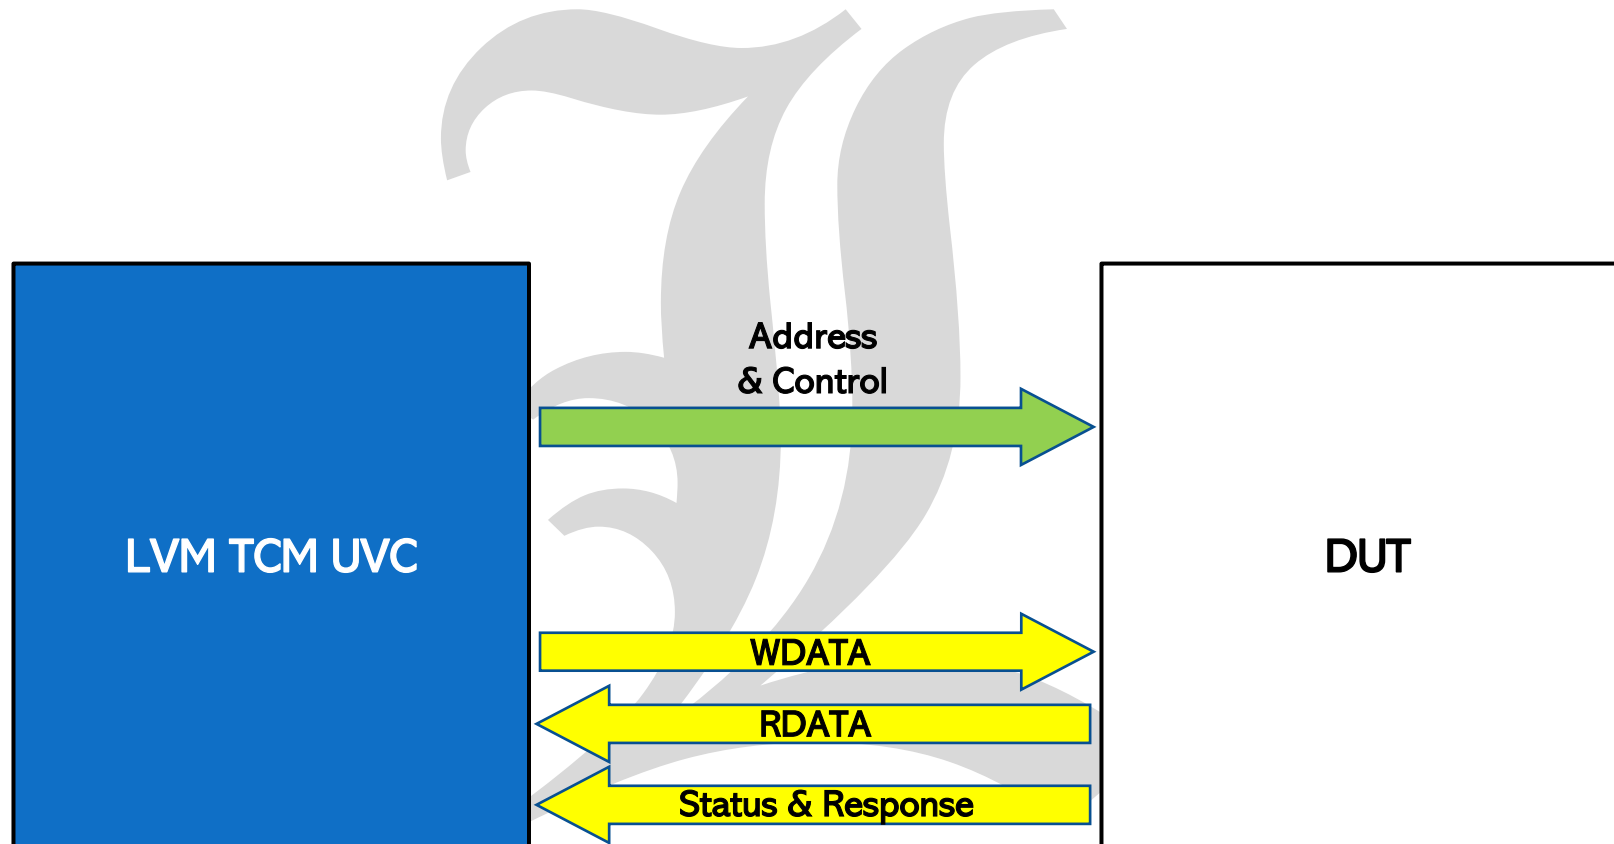 Address
& Control
LVM TCM UVC
DUT
WDATA
RDATA
Status & Response